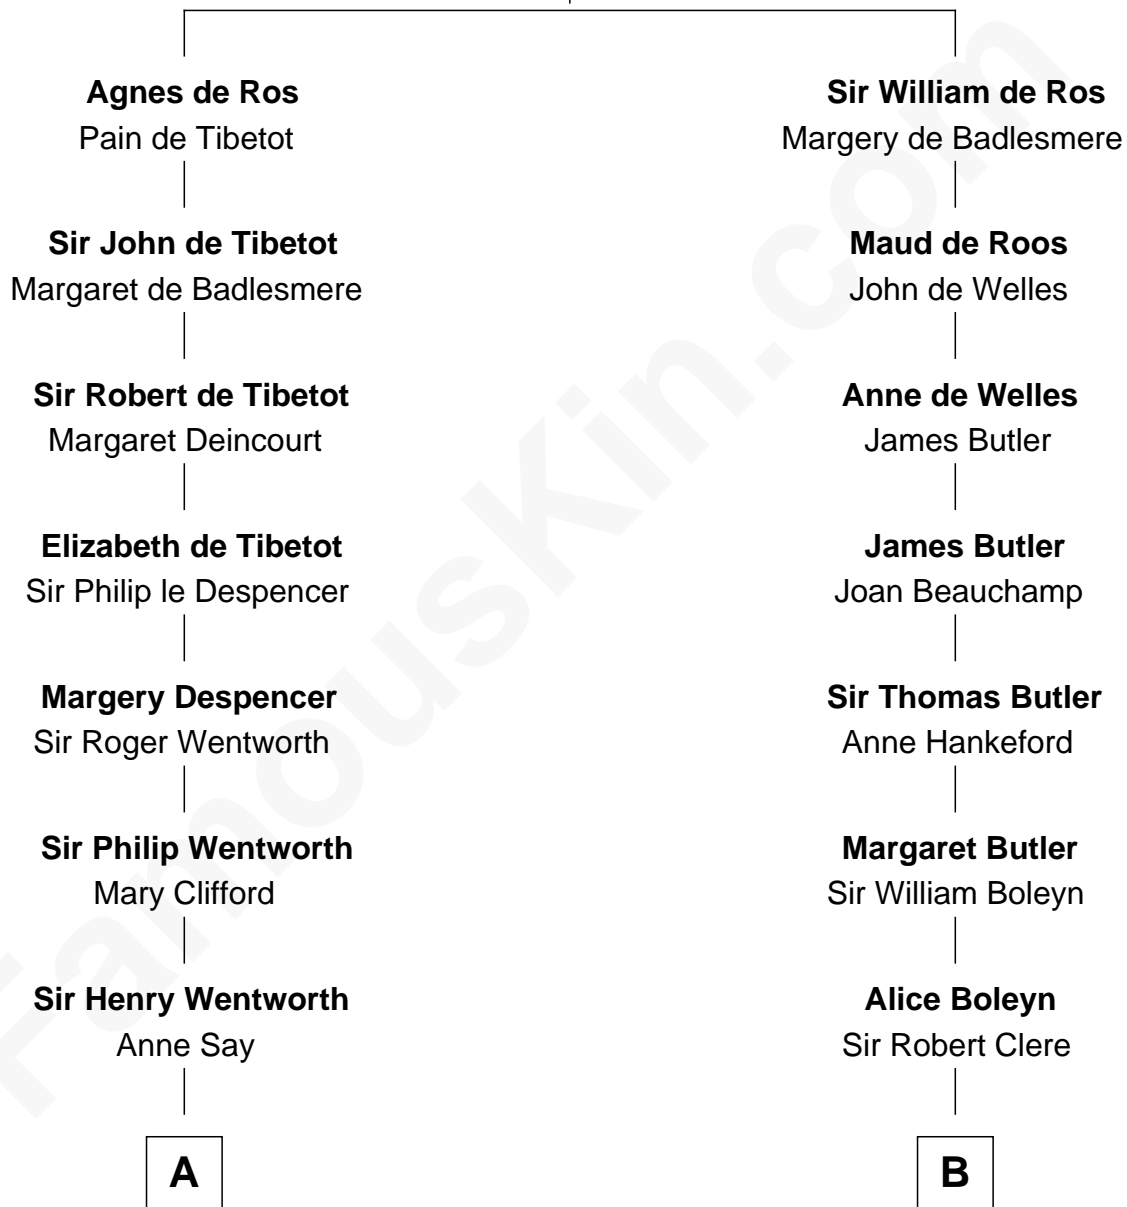 Agnes de Ros
Pain de Tibetot
Sir John de Tibetot
Margaret de Badlesmere
Sir Robert de Tibetot
Margaret Deincourt
Elizabeth de Tibetot
Sir Philip le Despencer
Margery Despencer
Sir Roger Wentworth
Sir Philip Wentworth
Mary Clifford
Sir Henry Wentworth
Anne Say
A
Sir William de Ros
Margery de Badlesmere
Maud de Roos
John de Welles
Anne de Welles
James Butler
James Butler
Joan Beauchamp
Sir Thomas Butler
Anne Hankeford
Margaret Butler
Sir William Boleyn
Alice Boleyn
Sir Robert Clere
B
FamousKin.com